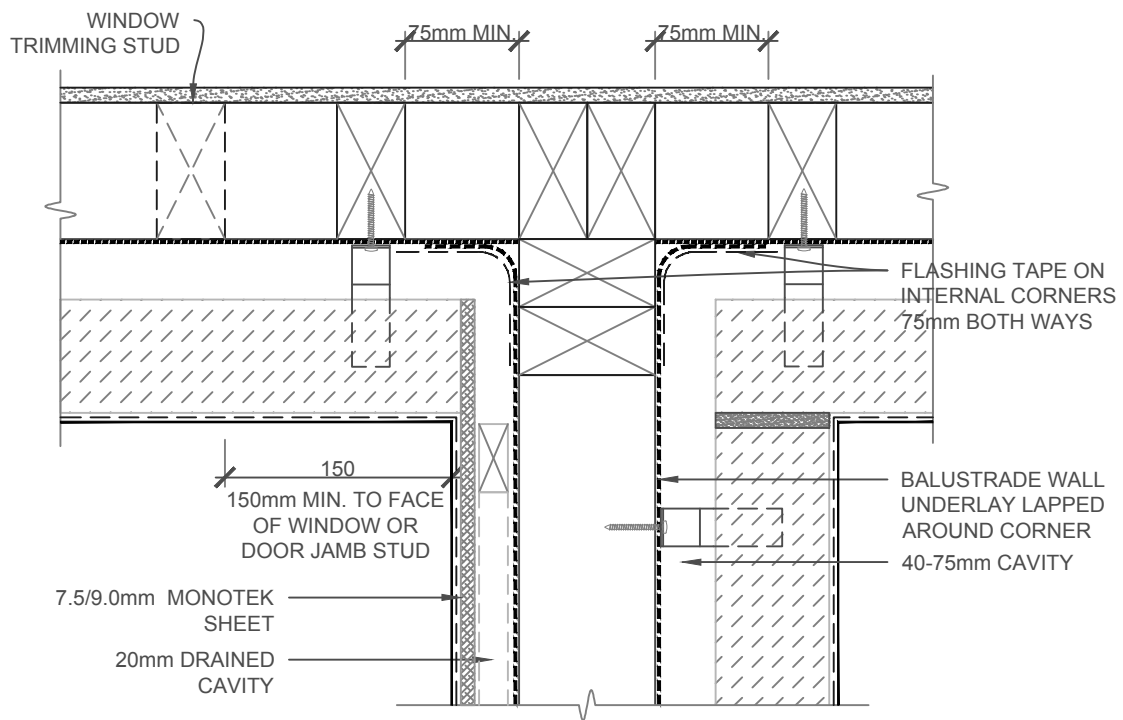 WINDOW
TRIMMING STUD
75mm MIN.
75mm MIN.
FLASHING TAPE ON
INTERNAL CORNERS
75mm BOTH WAYS
150
150mm MIN. TO FACE
OF WINDOW OR
DOOR JAMB STUD
BALUSTRADE WALL
UNDERLAY LAPPED
AROUND CORNER
40-75mm CAVITY
7.5/9.0mm MONOTEK
SHEET
20mm DRAINED
CAVITY